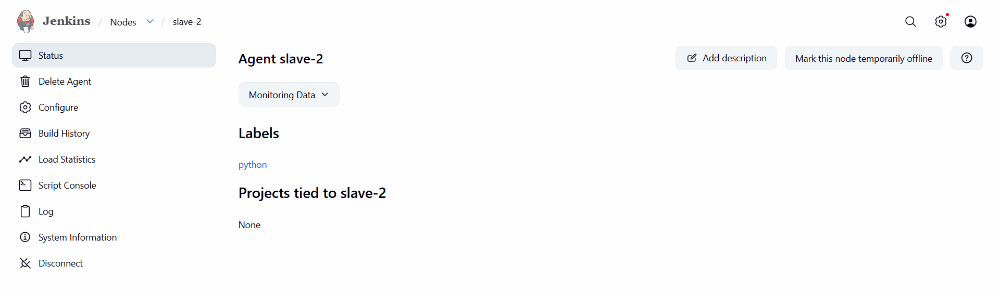 Jenkins / Nodes / slave-2
Status
Delete Agent
Configure
Build History
Load Statistics
Script Console
Log
System Information
Disconnect
Agent slave-2
Add description
Mark this node temporarily offline
Monitoring Data
Labels
python
Projects tied to slave-2
None